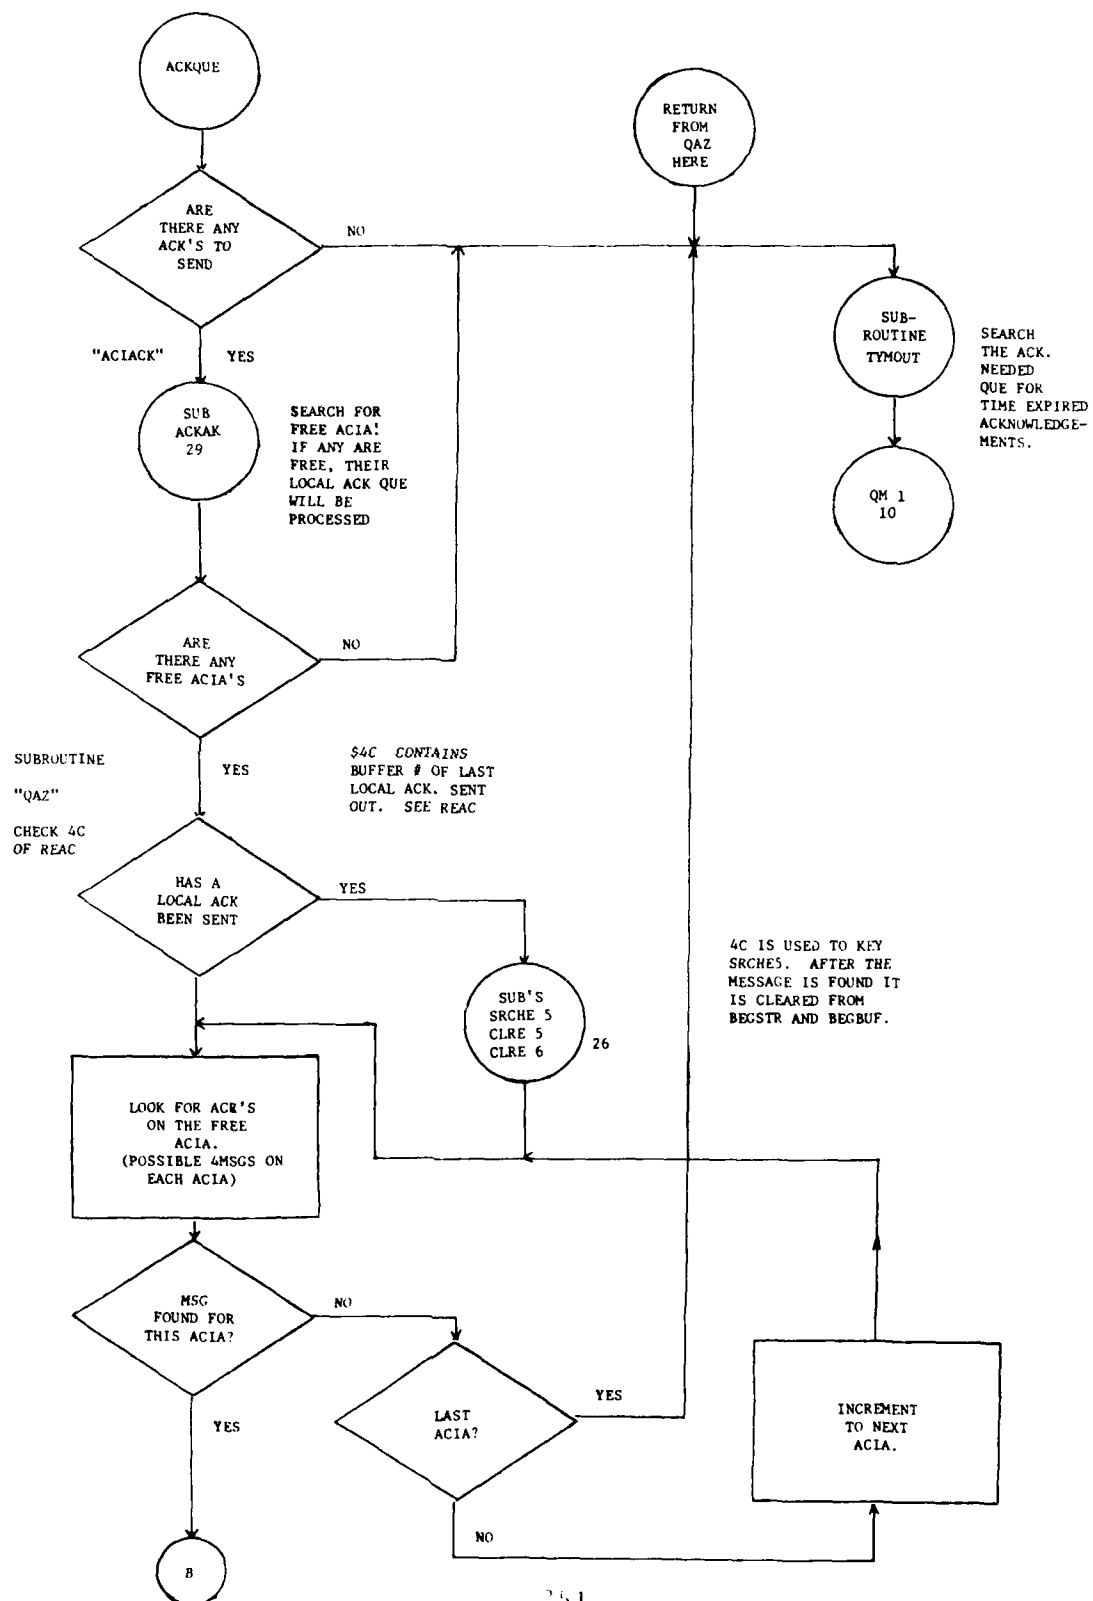 ACKQUE
RETURN
FROM
QAZ
HERE
ARE
THERE ANY
ACK'S TO
SEND
NO
"ACIACK"
YES
SUB-
ROUTINE
TYMOUT
SEARCH
THE ACK.
NEEDED
QUE FOR
TIME EXPIRED
ACKNOWLEDGE-
MENTS.
SUB
ACKAK
29
SEARCH FOR
FREE ACIA!
IF ANY ARE
FREE, THEIR
LOCAL ACK QUE
WILL BE
PROCESSED
QM 1
10
ARE
THERE ANY
FREE ACIA'S
NO
SUBROUTINE
"QAZ"
CHECK 4C
OF REAC
YES
$4C CONTAINS
BUFFER # OF LAST
LOCAL ACK. SENT
OUT. SEE REAC
HAS A
LOCAL ACK
BEEN SENT
YES
SUB'S
SRCHE 5
CLRE 5
CLRE 6
26
4C IS USED TO KEY
SRCHE5. AFTER THE
MESSAGE IS FOUND IT
IS CLEARED FROM
BEGSTR AND BEGBUF.
LOOK FOR ACK'S
ON THE FREE
ACIA.
(POSSIBLE 4MSGS ON
EACH ACIA)
MSG
FOUND FOR
THIS ACIA?
NO
YES
LAST
ACIA?
YES
NO
INCREMENT
TO NEXT
ACIA.
B